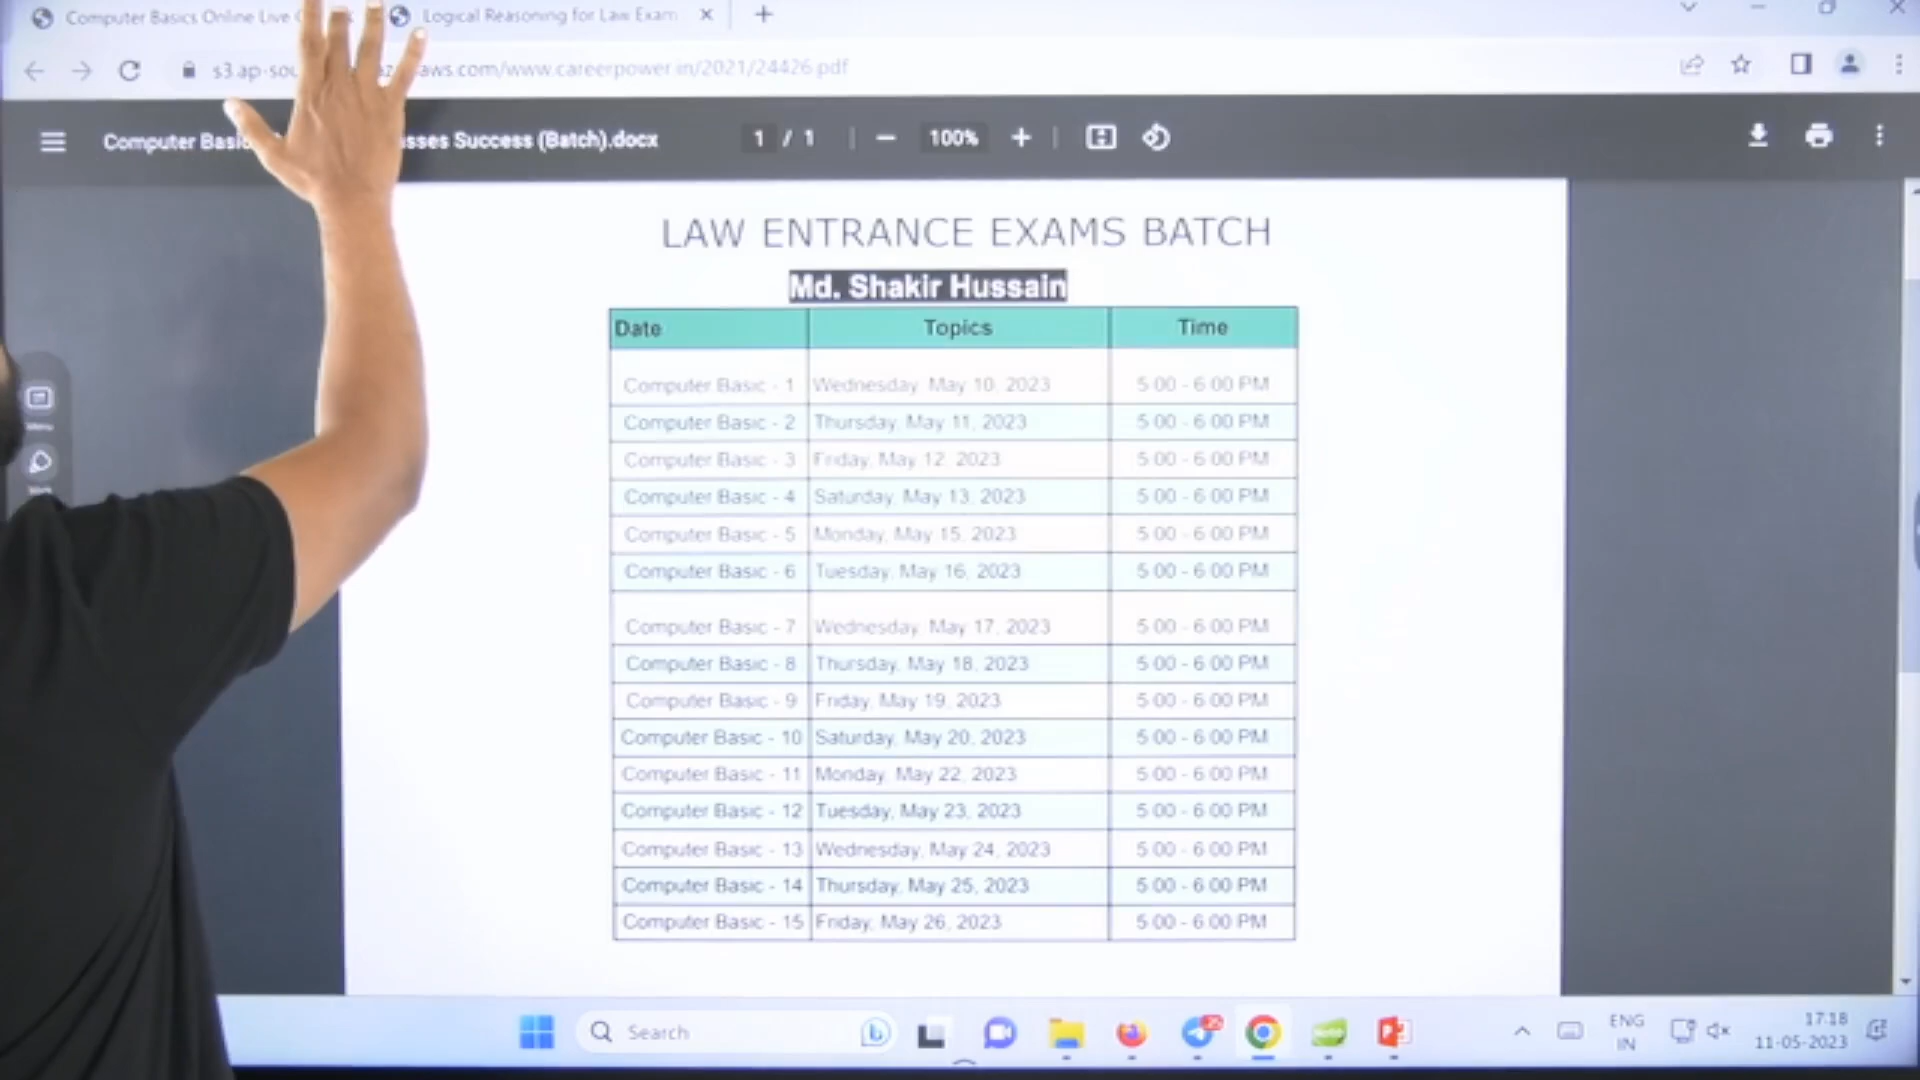 Computer Basics Online Live
Logical Reasoning for Law Exam
aws.com/www.careerpower.in/2021/24426.pdf
sses Success (Batch).docx
1 / 1
100%
LAW ENTRANCE EXAMS BATCH
Md. Shakir Hussain
Date Topics Time
Computer Basic - 1 Wednesday, May 10, 2023 5:00 - 6:00 PM
Computer Basic - 2 Thursday, May 11, 2023 5:00 - 6:00 PM
Computer Basic - 3 Friday, May 12, 2023 5:00 - 6:00 PM
Computer Basic - 4 Saturday, May 13, 2023 5:00 - 6:00 PM
Computer Basic - 5 Monday, May 15, 2023 5:00 - 6:00 PM
Computer Basic - 6 Tuesday, May 16, 2023 5:00 - 6:00 PM
Computer Basic - 7 Wednesday, May 17, 2023 5:00 - 6:00 PM
Computer Basic - 8 Thursday, May 18, 2023 5:00 - 6:00 PM
Computer Basic - 9 Friday, May 19, 2023 5:00 - 6:00 PM
Computer Basic - 10 Saturday, May 20, 2023 5:00 - 6:00 PM
Computer Basic - 11 Monday, May 22, 2023 5:00 - 6:00 PM
Computer Basic - 12 Tuesday, May 23, 2023 5:00 - 6:00 PM
Computer Basic - 13 Wednesday, May 24, 2023 5:00 - 6:00 PM
Computer Basic - 14 Thursday, May 25, 2023 5:00 - 6:00 PM
Computer Basic - 15 Friday, May 26, 2023 5:00 - 6:00 PM
Menu
Search
ENG
IN
17:18
11-05-2023